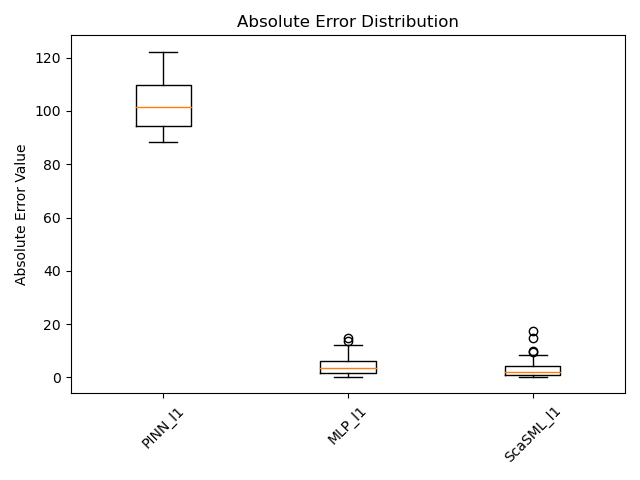 Absolute Error Distribution
Absolute Error Value
120
100
80
60
40
20
0
PINN_l1
MLP_l1
ScaSML_l1